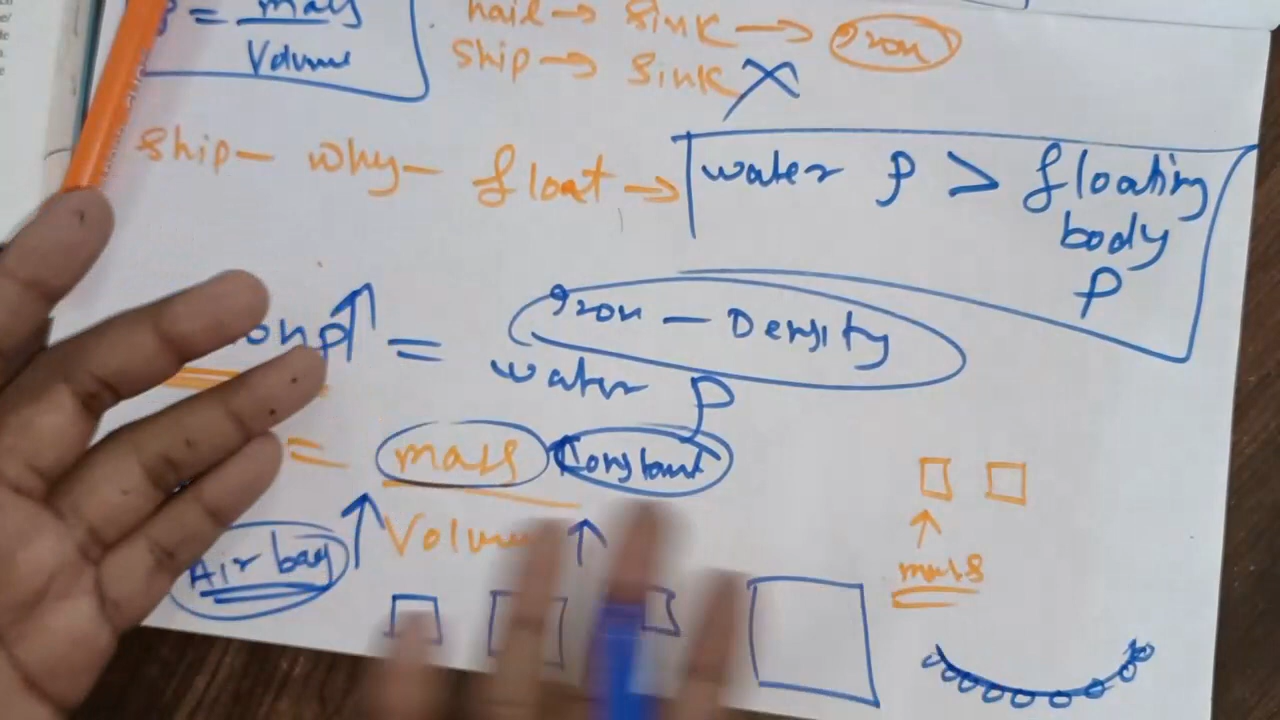 ρ = mass
Volume
nail → sink → Iron
ship → sink X
ship - why - float →
water ρ > floating
body
ρ
Iron - Density
=
water ρ
= mass Constant
Air bag ↑ Volume ↑
mass